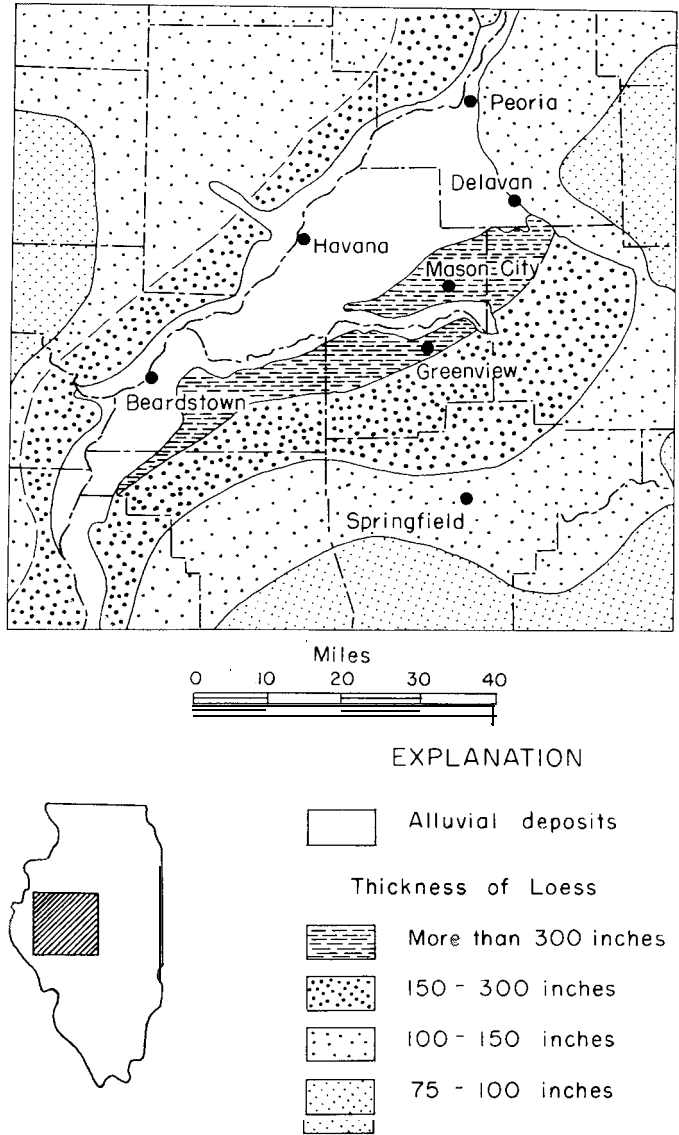 Peoria
Delavan
Havana
Mason City
Greenview
Beardstown
Springfield
Miles
0 10 20 30 40
EXPLANATION
Alluvial deposits
Thickness of Loess
More than 300 inches
150 - 300 inches
100 - 150 inches
75 - 100 inches